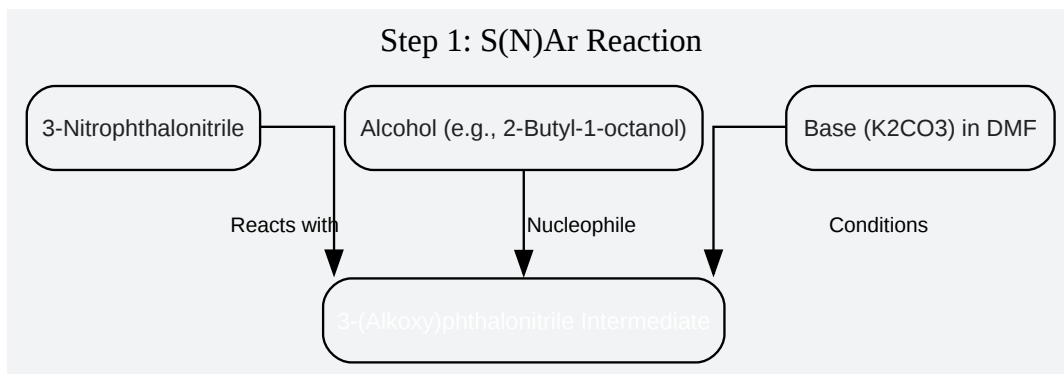 Step 1: S(N)Ar Reaction
3-Nitrophthalonitrile
Alcohol (e.g., 2-Butyl-1-octanol)
Base (K2CO3) in DMF
Reacts with
Nucleophile
Conditions
3-(Alkoxy)phthalonitrile Intermediate